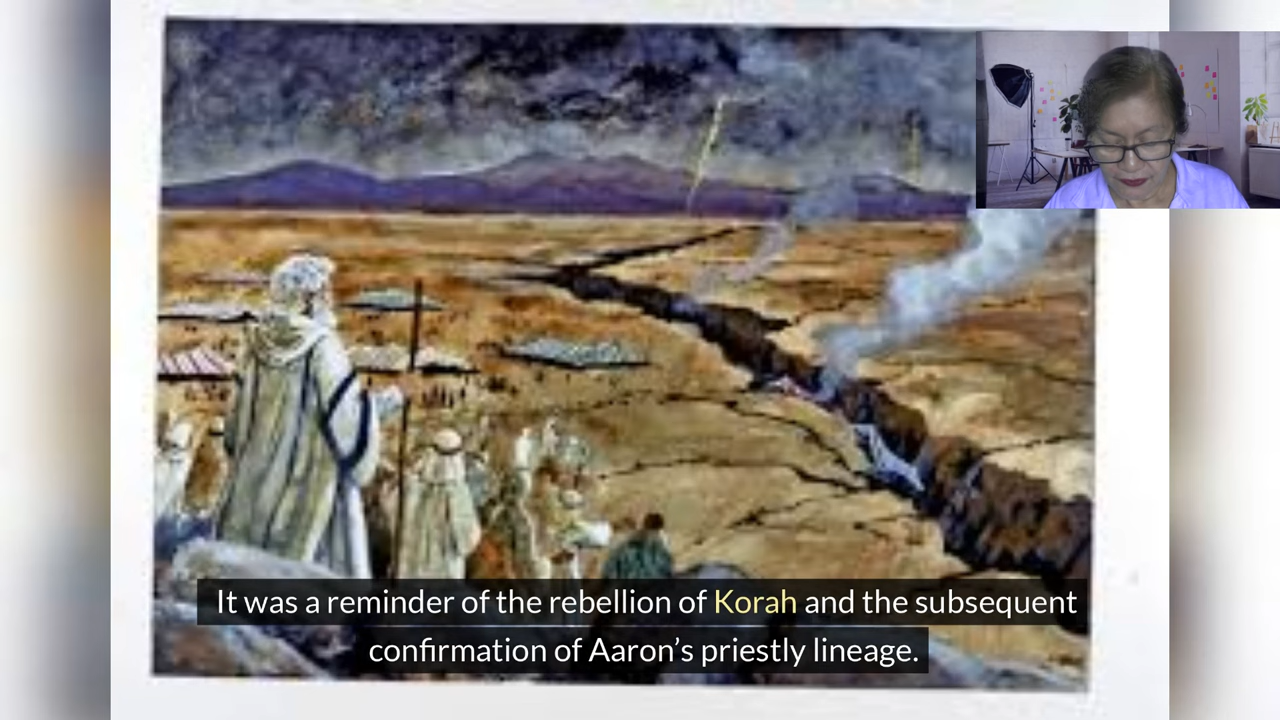 It was a reminder of the rebellion of Korah and the subsequent
confirmation of Aaron’s priestly lineage.